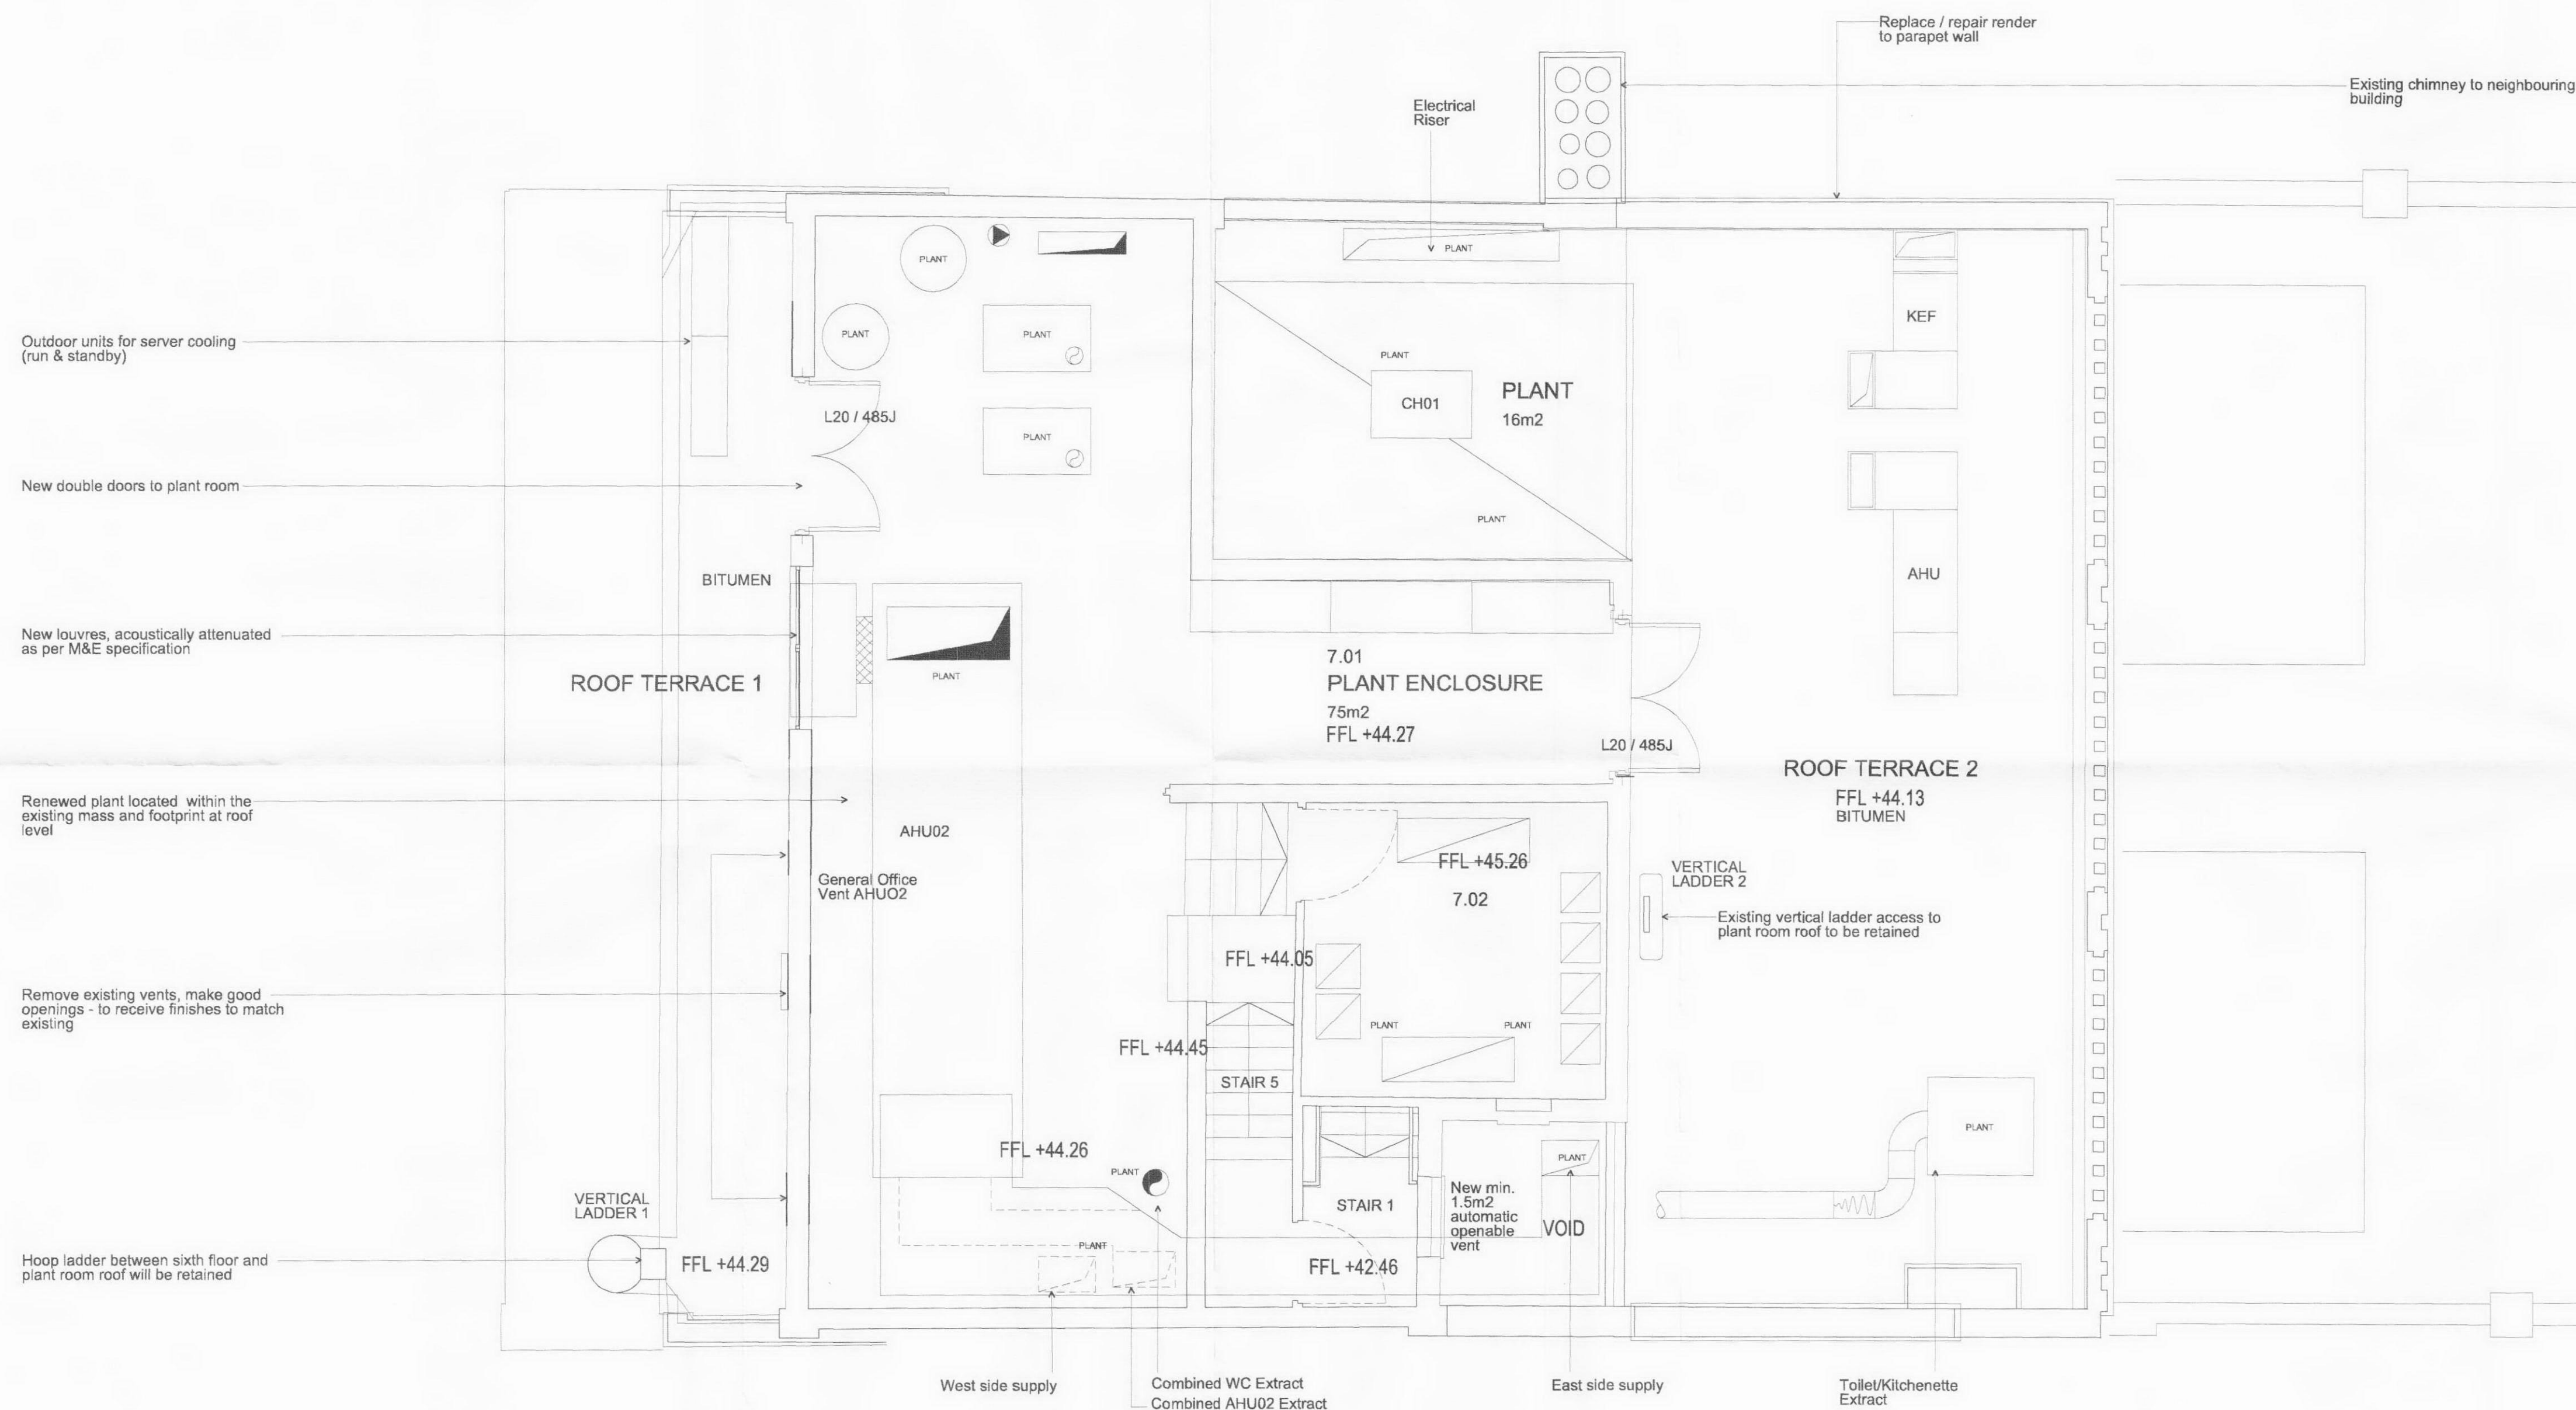 Replace / repair render
to parapet wall
Existing chimney to neighbouring
building
Electrical
Riser
PLANT
PLANT
PLANT
PLANT
PLANT
KEF
Outdoor units for server cooling
(run & standby)
PLANT
CH01
PLANT
16m2
L20 / 485J
PLANT
New double doors to plant room
PLANT
BITUMEN
AHU
New louvres, acoustically attenuated
as per M&E specification
ROOF TERRACE 1
PLANT
7.01
PLANT ENCLOSURE
75m2
FFL +44.27
L20 / 485J
ROOF TERRACE 2
FFL +44.13
BITUMEN
Renewed plant located within the
existing mass and footprint at roof
level
AHU02
General Office
Vent AHUO2
FFL +45.26
7.02
VERTICAL
LADDER 2
Existing vertical ladder access to
plant room roof to be retained
FFL +44.05
Remove existing vents, make good
openings - to receive finishes to match
existing
PLANT
PLANT
FFL +44.45
STAIR 5
FFL +44.26
PLANT
PLANT
PLANT
VERTICAL
LADDER 1
STAIR 1
New min.
1.5m2
automatic
openable
vent
VOID
PLANT
Hoop ladder between sixth floor and
plant room roof will be retained
FFL +44.29
FFL +42.46
West side supply
Combined WC Extract
Combined AHU02 Extract
East side supply
Toilet/Kitchenette
Extract